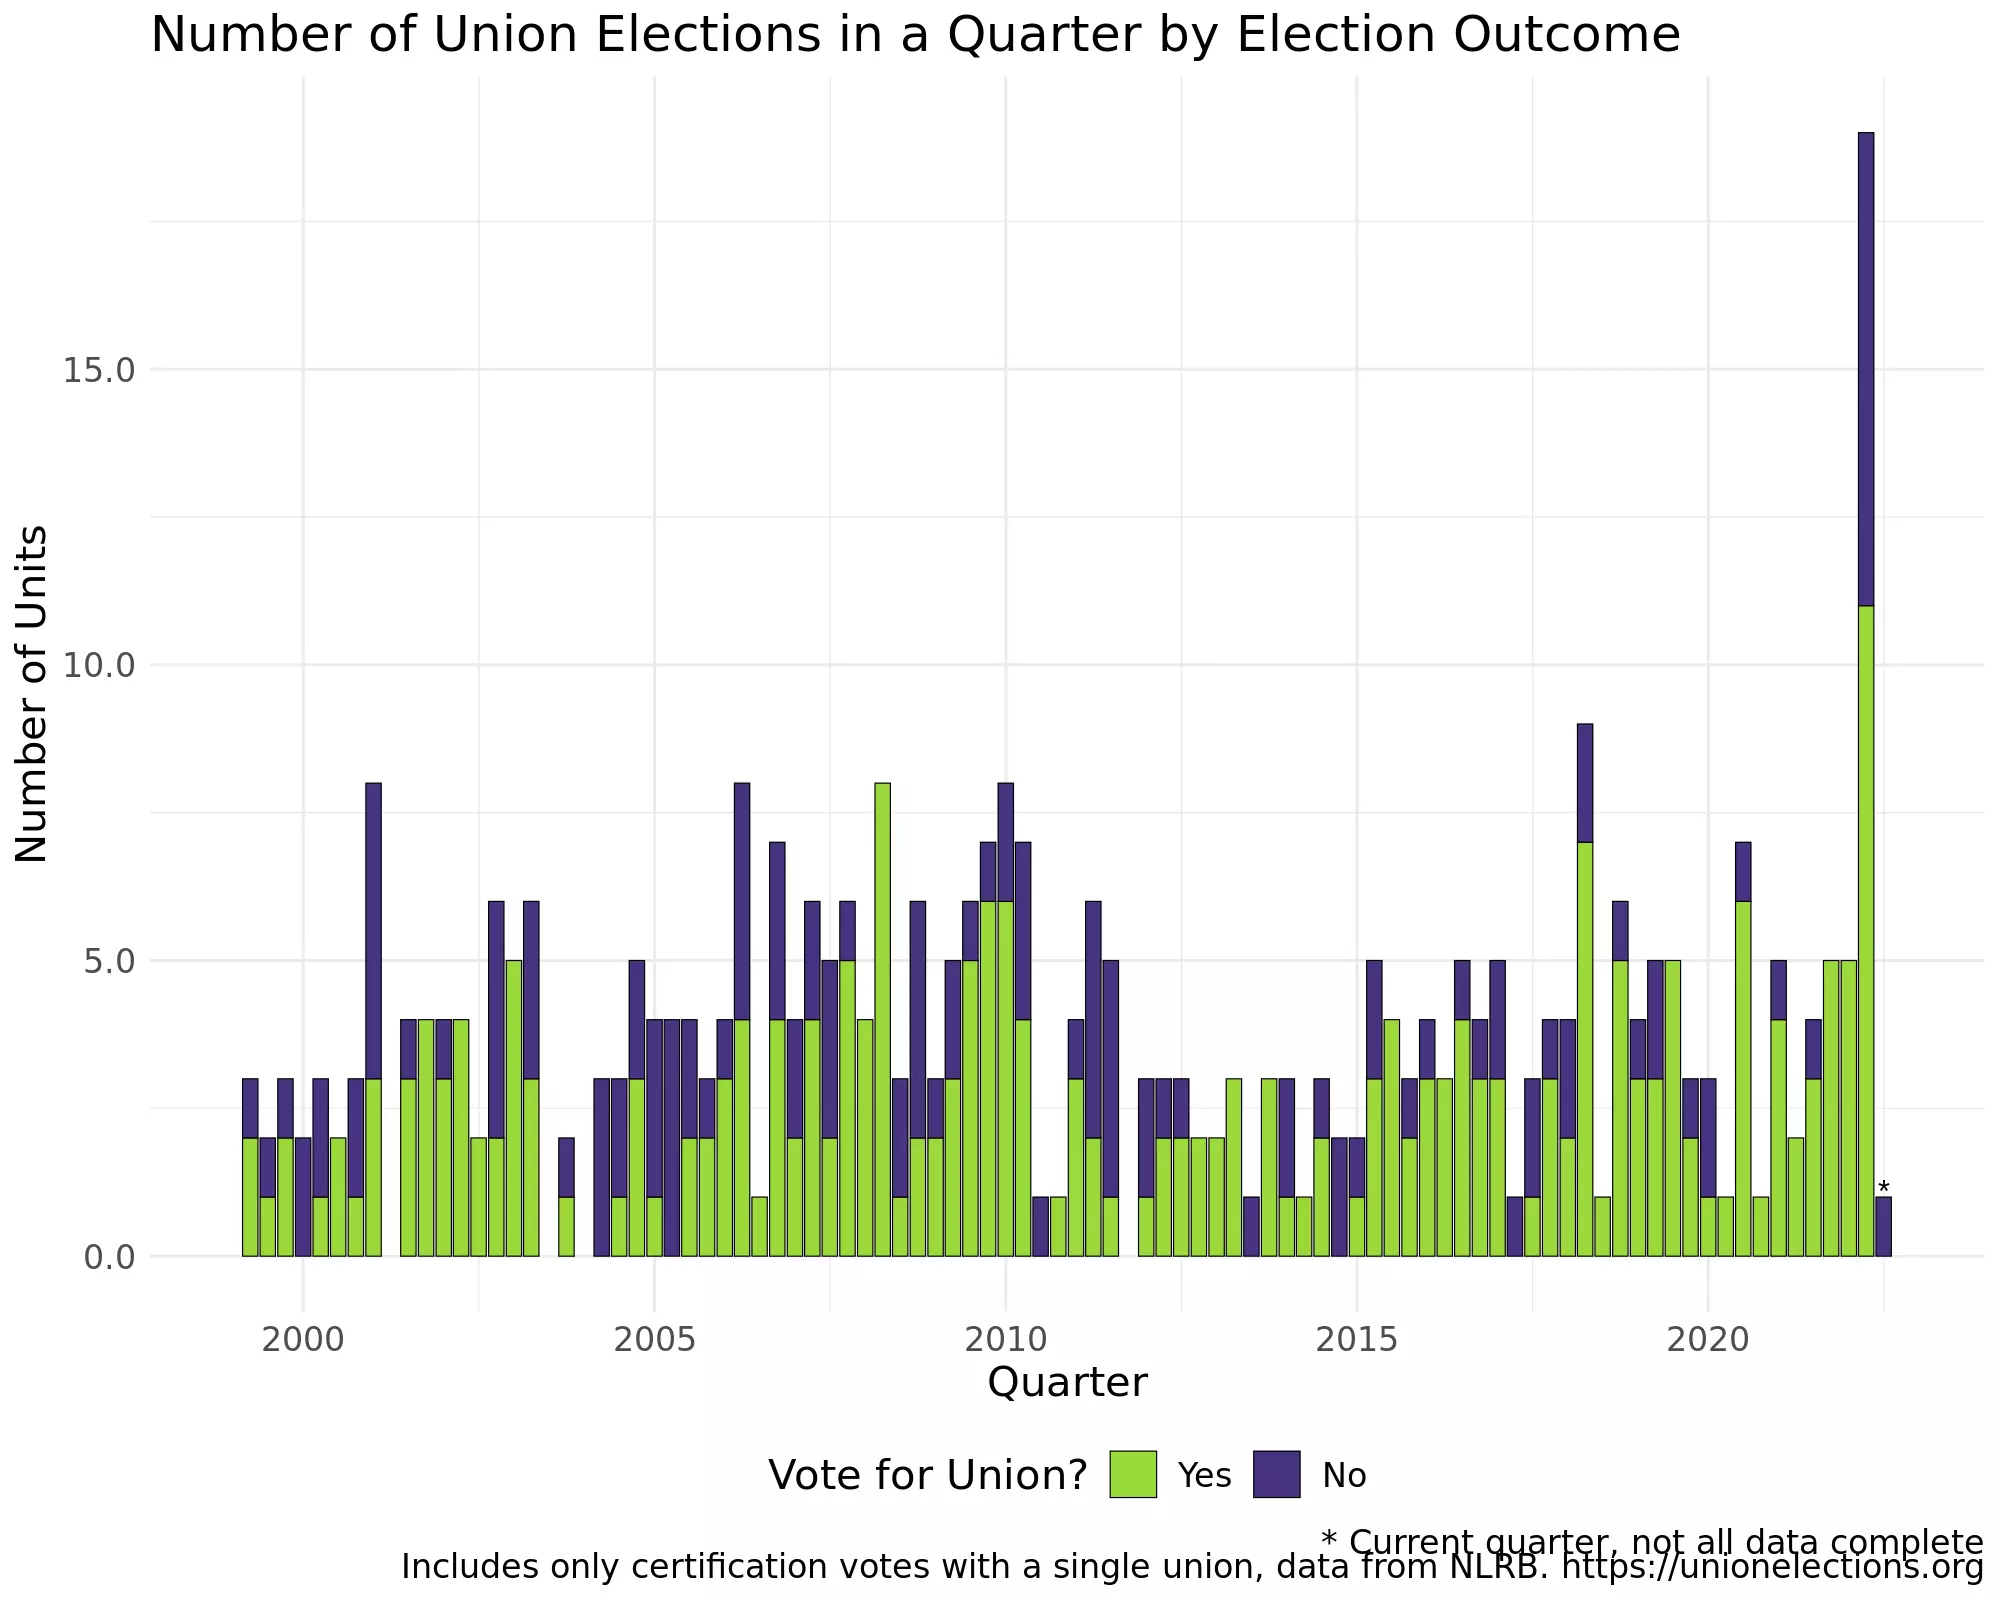 Number of Union Elections in a Quarter by Election Outcome
Number of Units
15.0
10.0
5.0
0.0
*
2000 2005 2010 2015 2020
Quarter
Vote for Union? Yes No
* Current quarter, not all data complete
Includes only certification votes with a single union, data from NLRB. https://unionelections.org